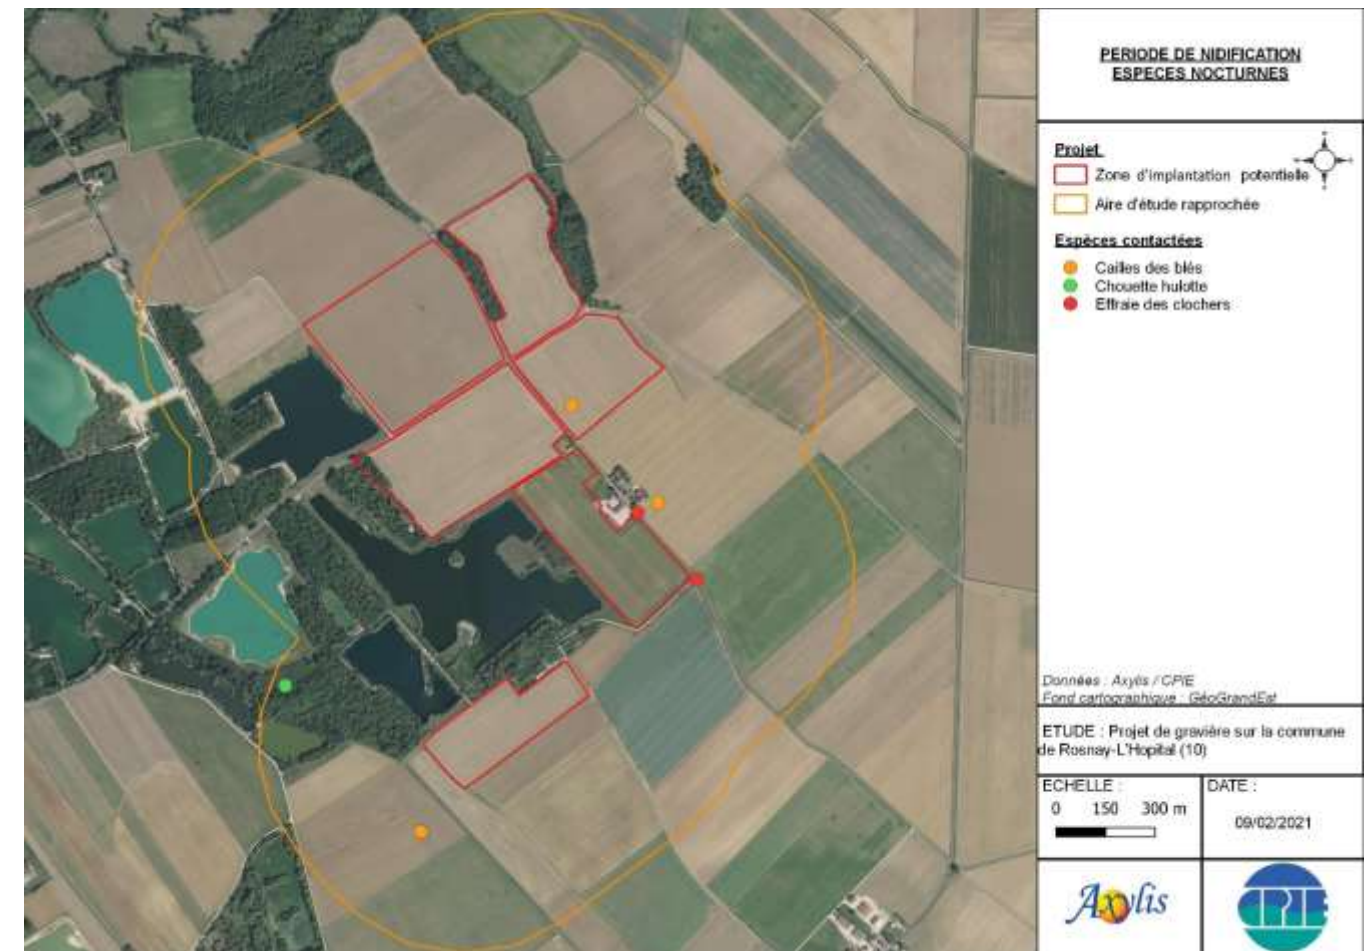 PERIODE DE NIDIFICATION
ESPECES NOCTURNES
Projet
Zone d'implantation potentielle
Aire d'étude rapprochée
Espèces contactées
Cailles des blés
Chouette hulotte
Effraie des clochers
Données : Axylis / CPIE
Fond cartographique : GéoGrandEst
ETUDE : Projet de gravière sur la commune
de Rosnay-L'Hopital (10)
ECHELLE :
0 150 300 m
DATE :
09/02/2021
Axylis
CPIE